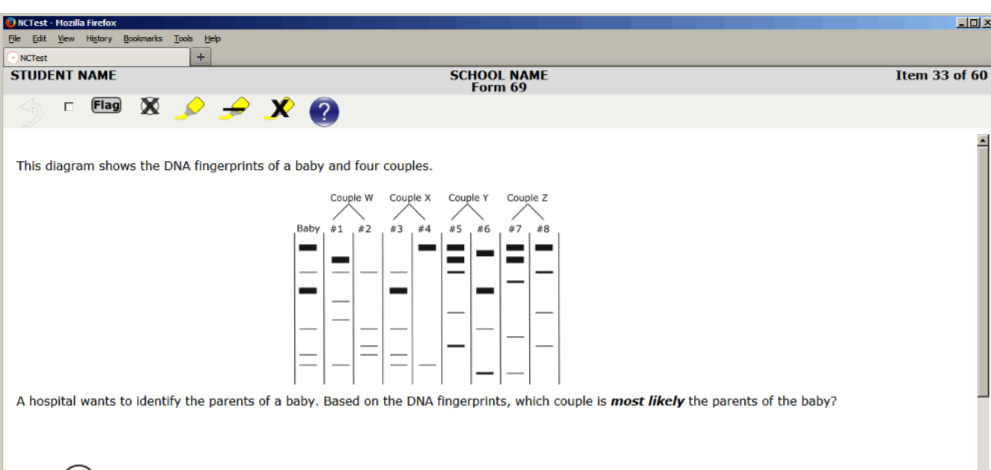 NCTest - Mozilla Firefox
File Edit View History Bookmarks Tools Help
NCTest +
STUDENT NAME SCHOOL NAME Item 33 of 60
Form 69
Flag X ?
This diagram shows the DNA fingerprints of a baby and four couples.
Couple W Couple X Couple Y Couple Z
Baby #1 #2 #3 #4 #5 #6 #7 #8
A hospital wants to identify the parents of a baby. Based on the DNA fingerprints, which couple is most likely the parents of the baby?